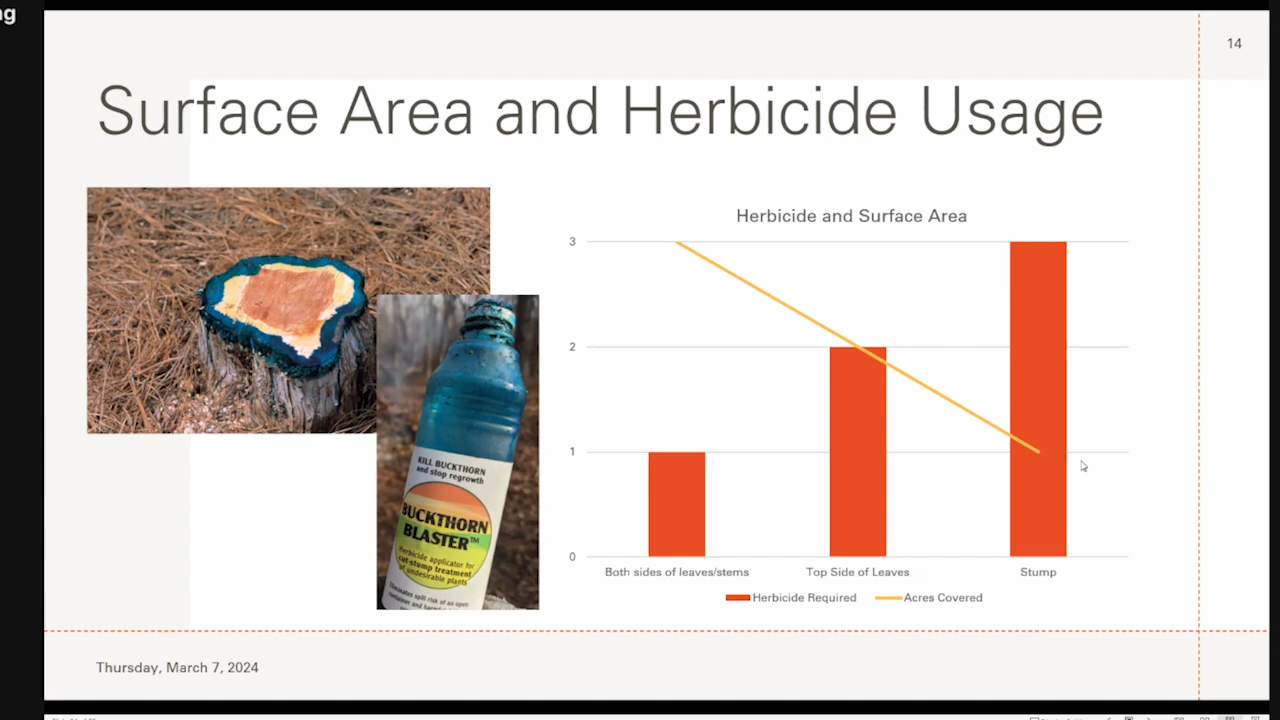 ng
14
Surface Area and Herbicide Usage
KILL BUCKTHORN
and stop regrowth
BUCKTHORN
BLASTER™
Herbicide applicator for
cut-stump treatment
of undesirable plants
Eliminates spill risk of an open
Herbicide and Surface Area
3
2
1
0
Both sides of leaves/stems
Top Side of Leaves
Stump
Herbicide Required
Acres Covered
Thursday, March 7, 2024